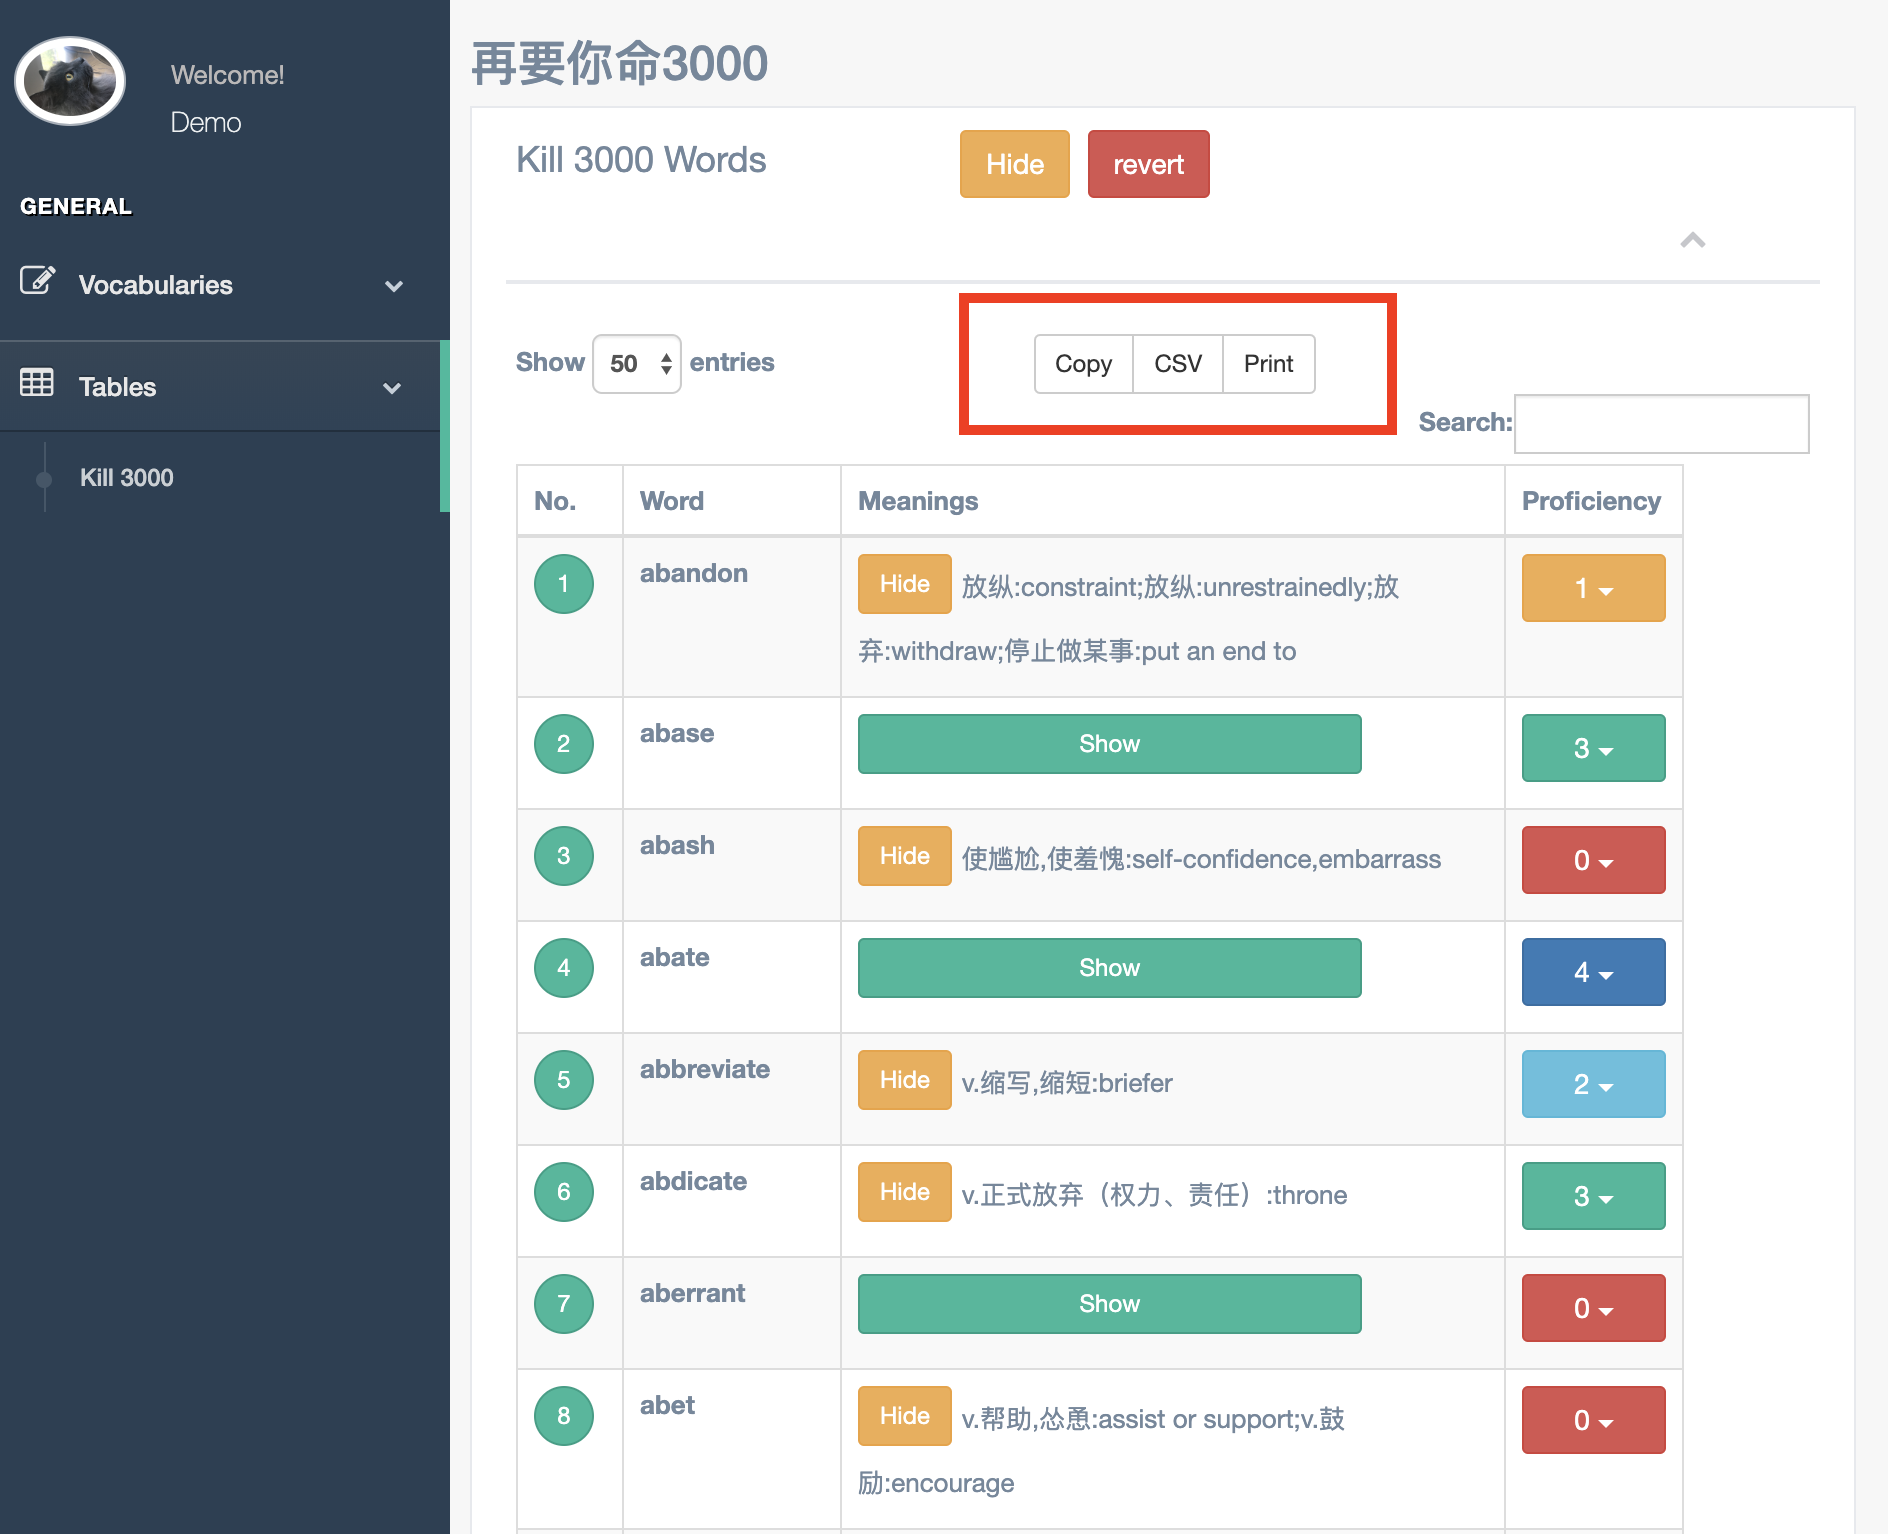 Welcome!
Demo
GENERAL
Vocabularies
Tables
Kill 3000
再要你命3000
Kill 3000 Words
Hide
revert
Show 50 entries
Copy
CSV
Print
Search:
No. Word Meanings Proficiency
1 abandon Hide 放纵:constraint;放纵:unrestrainedly;放 1
弃:withdraw;停止做某事:put an end to
2 abase Show 3
3 abash Hide 使尴尬,使羞愧:self-confidence,embarrass 0
4 abate Show 4
5 abbreviate Hide v.缩写,缩短:briefer 2
6 abdicate Hide v.正式放弃（权力、责任）:throne 3
7 aberrant Show 0
8 abet Hide v.帮助,怂恿:assist or support;v.鼓 0
励:encourage